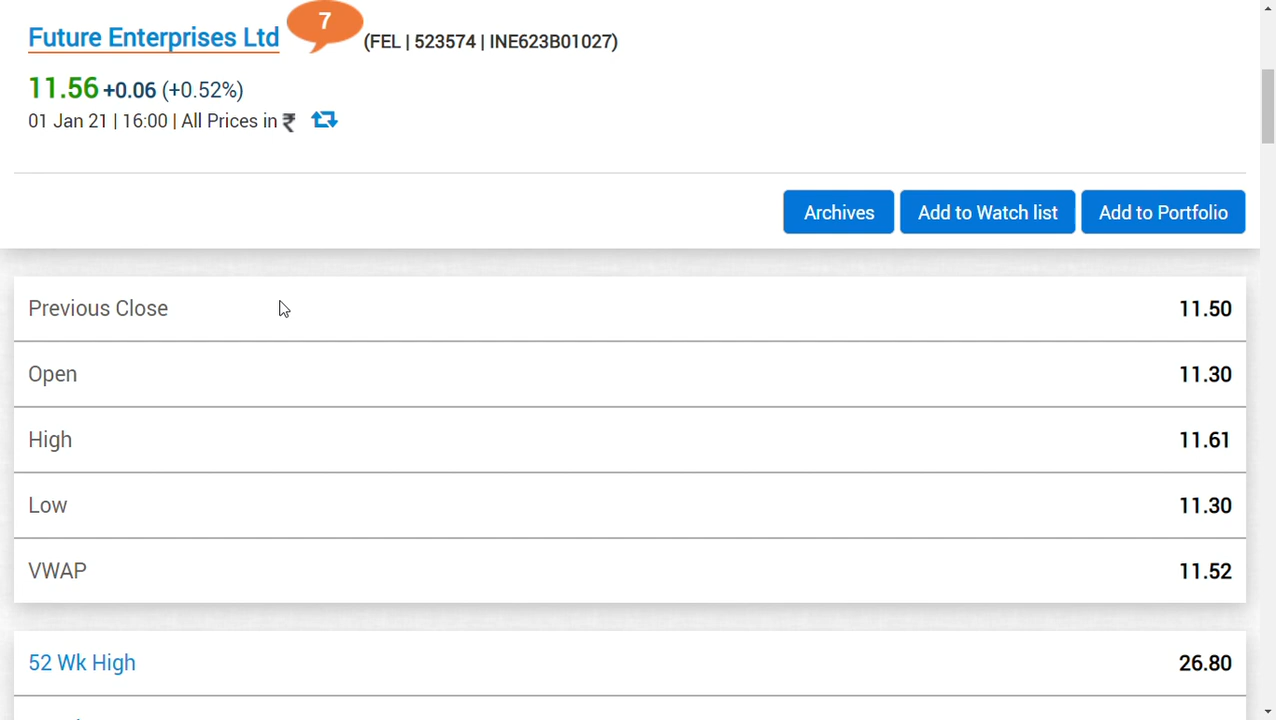 Future Enterprises Ltd 7 (FEL | 523574 | INE623B01027)
11.56 +0.06 (+0.52%)
01 Jan 21 | 16:00 | All Prices in ₹
Archives Add to Watch list Add to Portfolio
Previous Close 11.50
Open 11.30
High 11.61
Low 11.30
VWAP 11.52
52 Wk High 26.80